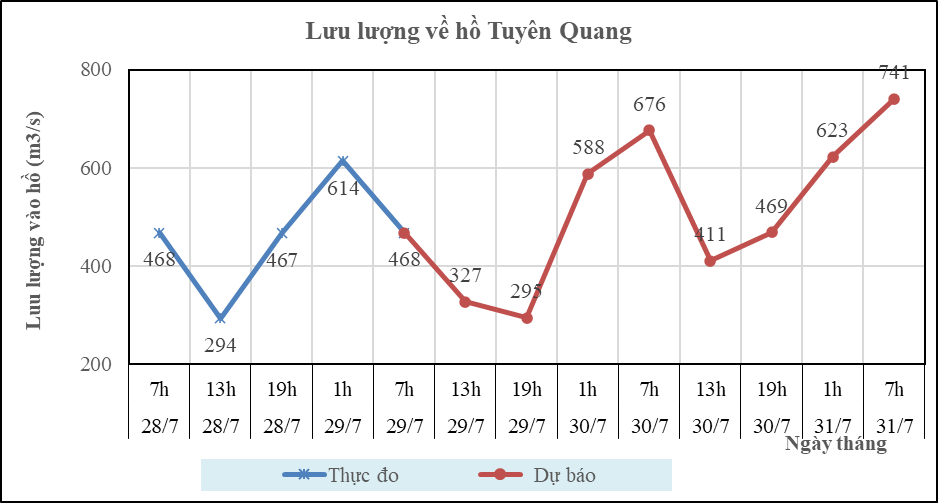 Lưu lượng về hồ Tuyên Quang
Lưu lượng vào hồ (m3/s)
800
600
400
200
468
294
467
614
468
327
295
588
676
411
469
623
741
7h 13h 19h 1h 7h 13h 19h 1h 7h 13h 19h 1h 7h
28/7 28/7 28/7 29/7 29/7 29/7 29/7 30/7 30/7 30/7 30/7 31/7 31/7
Ngày tháng
Thực đo Dự báo